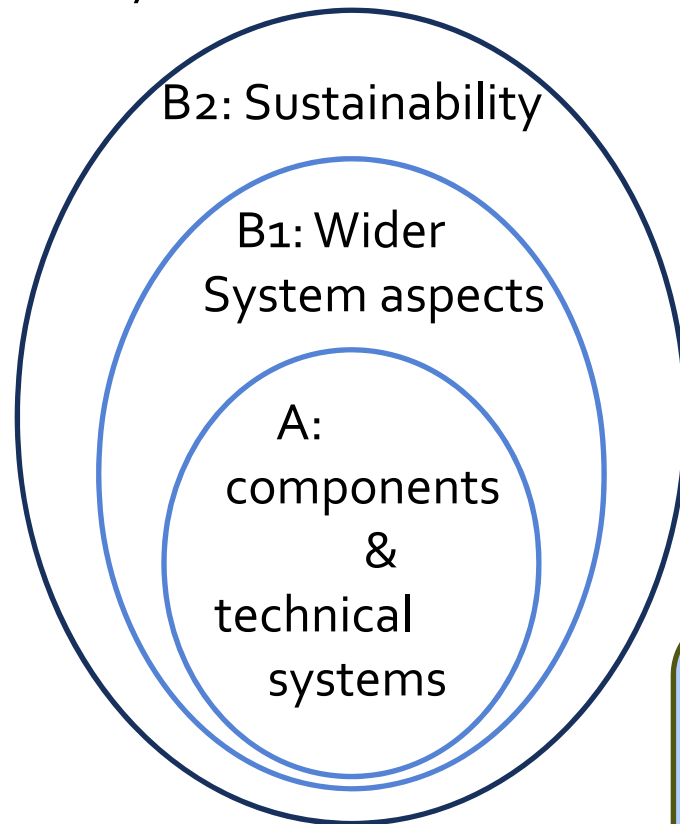 B2: Sustainability
B1: Wider
System aspects
A:
components
&
technical
systems